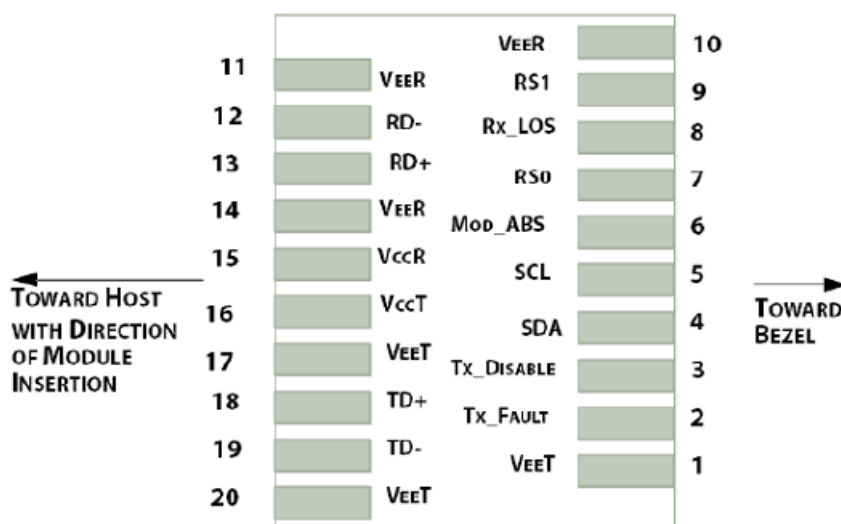 VEER 10
11 VEER
RS1 9
12 RD-
Rx_LOS 8
13 RD+
RS0 7
14 VEER
MOD_ABS 6
15 VCCR
SCL 5
TOWARD HOST
WITH DIRECTION
OF MODULE
INSERTION
16 VCCT
SDA 4
TOWARD
BEZEL
17 VEET
TX_DISABLE 3
18 TD+
TX_FAULT 2
19 TD-
VEET 1
20 VEET